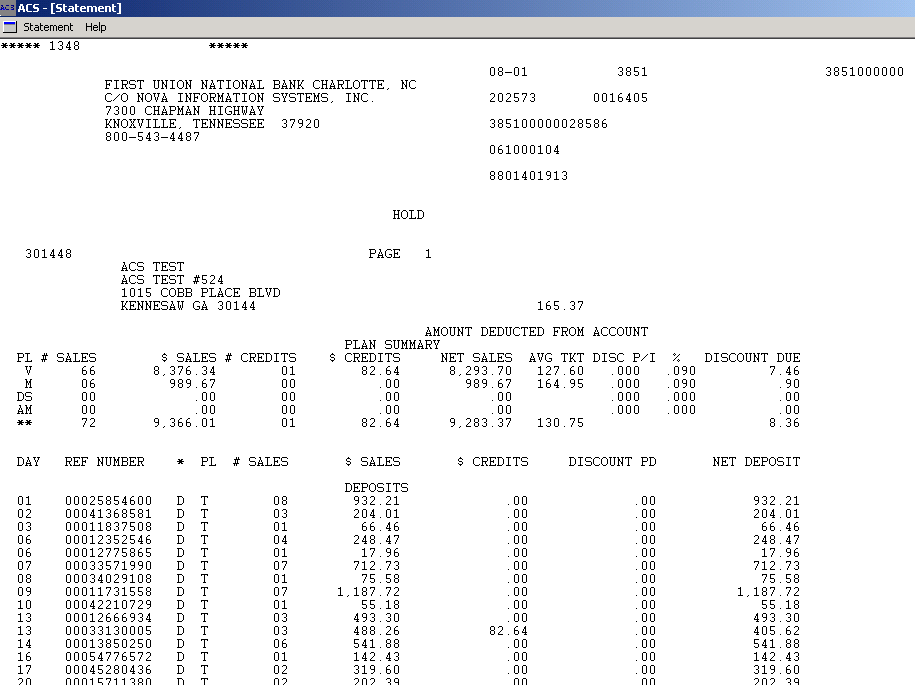 ACS ACS - [Statement]
Statement Help
***** 1348 *****
08-01 3851 3851000000
FIRST UNION NATIONAL BANK CHARLOTTE, NC
C/O NOVA INFORMATION SYSTEMS, INC. 202573 0016405
7300 CHAPMAN HIGHWAY
KNOXVILLE, TENNESSEE 37920 385100000028586
800-543-4487
061000104
8801401913
HOLD
301448 PAGE 1
ACS TEST
ACS TEST #524
1015 COBB PLACE BLVD
KENNESAW GA 30144 165.37
AMOUNT DEDUCTED FROM ACCOUNT
PLAN SUMMARY
PL # SALES $ SALES # CREDITS $ CREDITS NET SALES AVG TKT DISC P/I % DISCOUNT DUE
V 66 8,376.34 01 82.64 8,293.70 127.60 .000 .090 7.46
M 06 989.67 00 .00 989.67 164.95 .000 .090 .90
DS 00 .00 00 .00 .00 .000 .000 .00
AM 00 .00 00 .00 .00 .000 .000 .00
** 72 9,366.01 01 82.64 9,283.37 130.75 8.36
DAY REF NUMBER * PL # SALES $ SALES $ CREDITS DISCOUNT PD NET DEPOSIT
DEPOSITS
01 00025854600 D T 08 932.21 .00 .00 932.21
02 00041368581 D T 03 204.01 .00 .00 204.01
03 00011837508 D T 01 66.46 .00 .00 66.46
06 00012352546 D T 04 248.47 .00 .00 248.47
06 00012775865 D T 01 17.96 .00 .00 17.96
07 00033571990 D T 07 712.73 .00 .00 712.73
08 00034029108 D T 01 75.58 .00 .00 75.58
09 00011731558 D T 07 1,187.72 .00 .00 1,187.72
10 00042210729 D T 01 55.18 .00 .00 55.18
13 00012666934 D T 03 493.30 .00 .00 493.30
13 00033130005 D T 03 488.26 82.64 .00 405.62
14 00013850250 D T 06 541.88 .00 .00 541.88
16 00054776572 D T 01 142.43 .00 .00 142.43
17 00045280436 D T 02 319.60 .00 .00 319.60
20 00015711380 D T 02 202.39 .00 .00 202.39